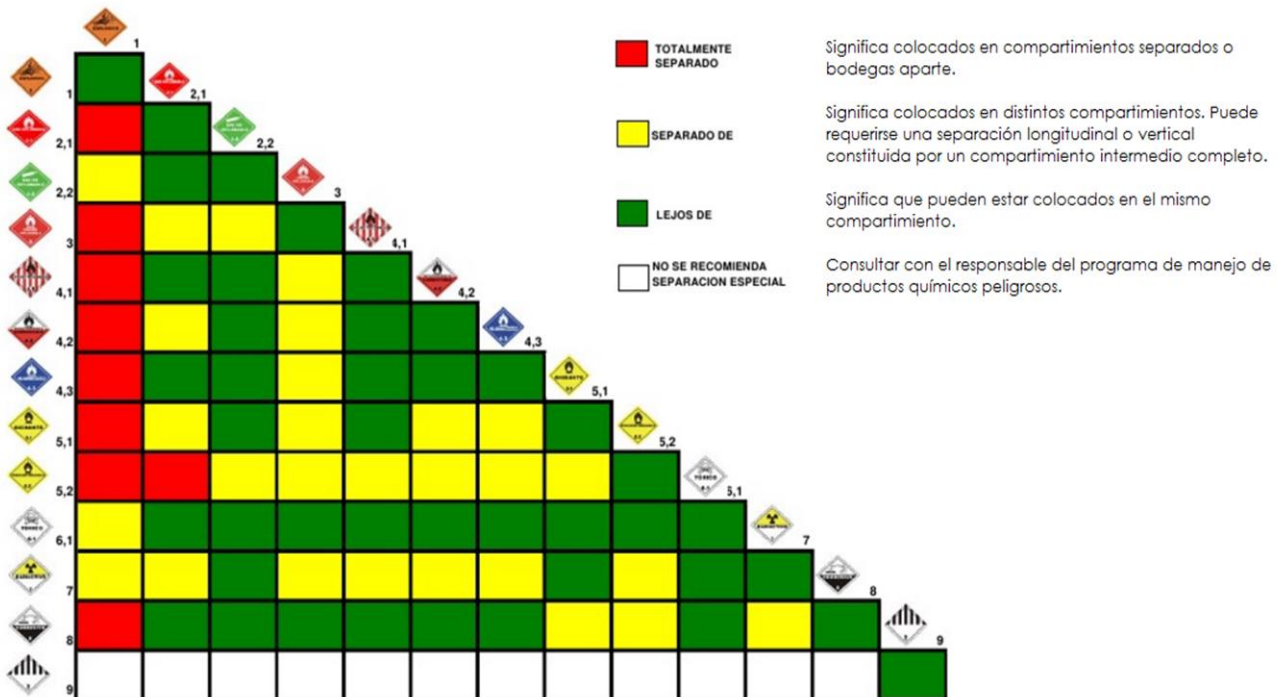 1
TOTALMENTE
SEPARADO
Significa colocados en compartimientos separados o
bodegas aparte.
1
2,1
SEPARADO DE
Significa colocados en distintos compartimientos. Puede
requerirse una separación longitudinal o vertical
constituida por un compartimiento intermedio completo.
2,1
2,2
2,2
3
LEJOS DE
Significa que pueden estar colocados en el mismo
compartimiento.
3
4,1
NO SE RECOMIENDA
SEPARACION ESPECIAL
Consultar con el responsable del programa de manejo de
productos químicos peligrosos.
4,1
4,2
4,2
4,3
4,3
5,1
5,1
5,2
5,2
6,1
TOXICO
6,1
7
7
8
8
9
9